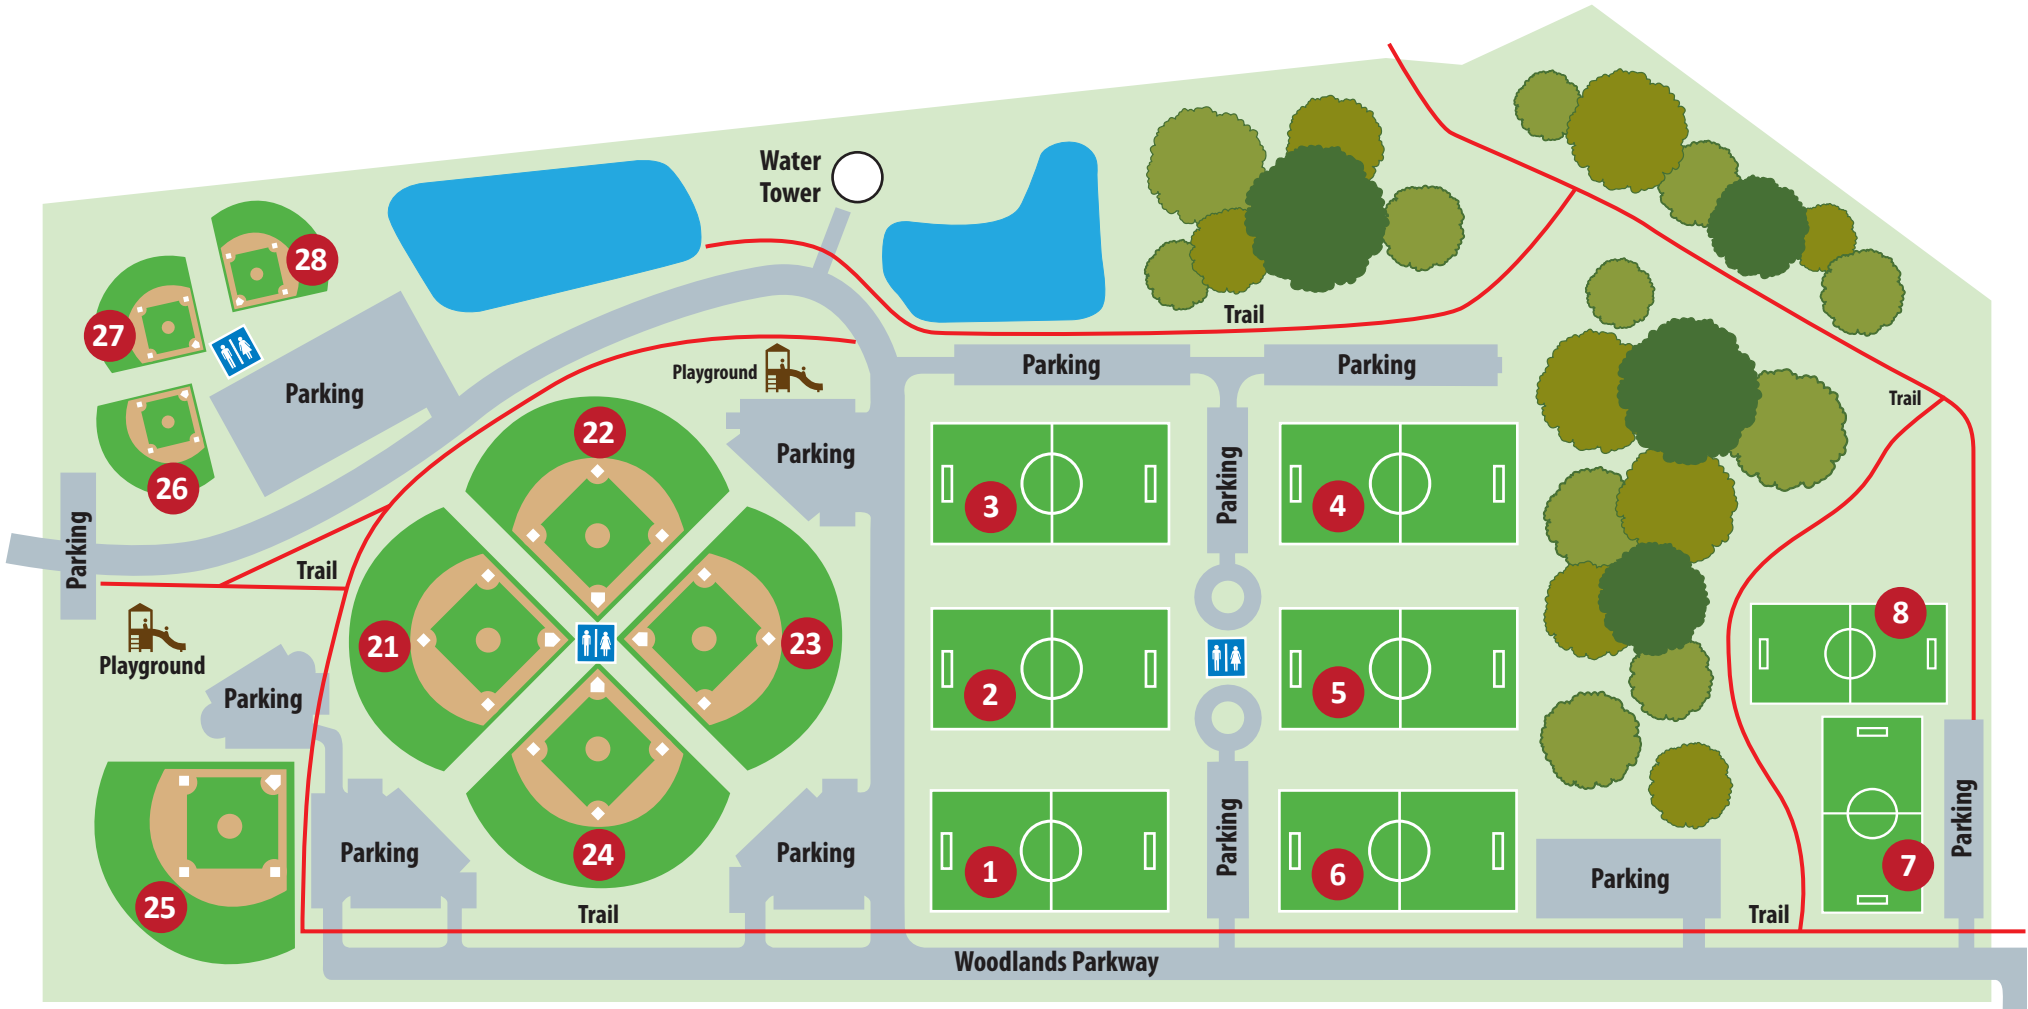 Water
Tower
28
27
Trail
Playground
Parking
Parking
Parking
Trail
22
Parking
26
3
Parking
4
Parking
Trail
8
21
23
Playground
2
5
Parking
25
Parking
24
Parking
1
Parking
6
Parking
7
Parking
Trail
Trail
Woodlands Parkway